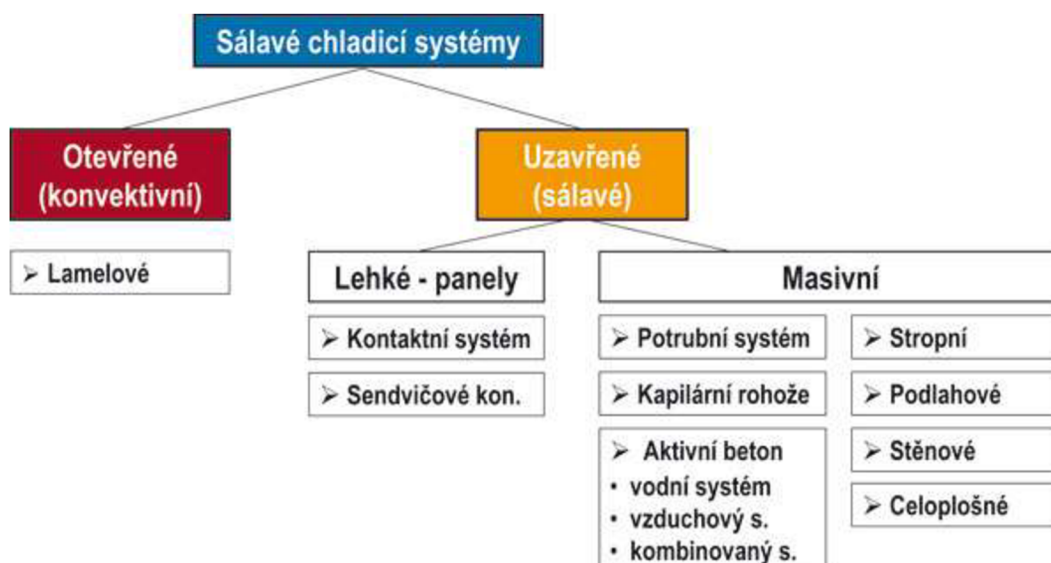 Sálavé chladicí systémy
Otevřené
(konvektivní)
Uzavřené
(sálavé)
➢ Lamelové
Lehké - panely
➢ Kontaktní systém
➢ Sendvičové kon.
Masivní
➢ Potrubní systém
➢ Kapilární rohože
➢ Aktivní beton
• vodní systém
• vzduchový s.
• kombinovaný s.
➢ Stropní
➢ Podlahové
➢ Stěnové
➢ Celoplošné